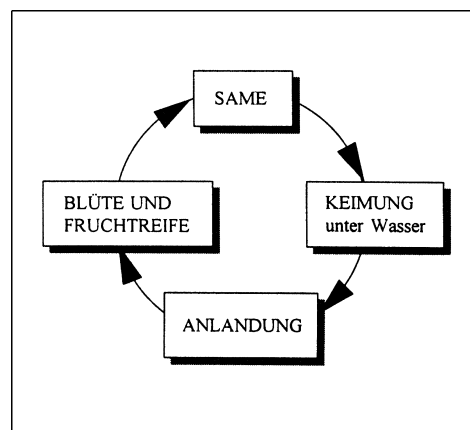 SAME
KEIMUNG
unter Wasser
ANLANDUNG
BLÜTE UND
FRUCHTREIFE